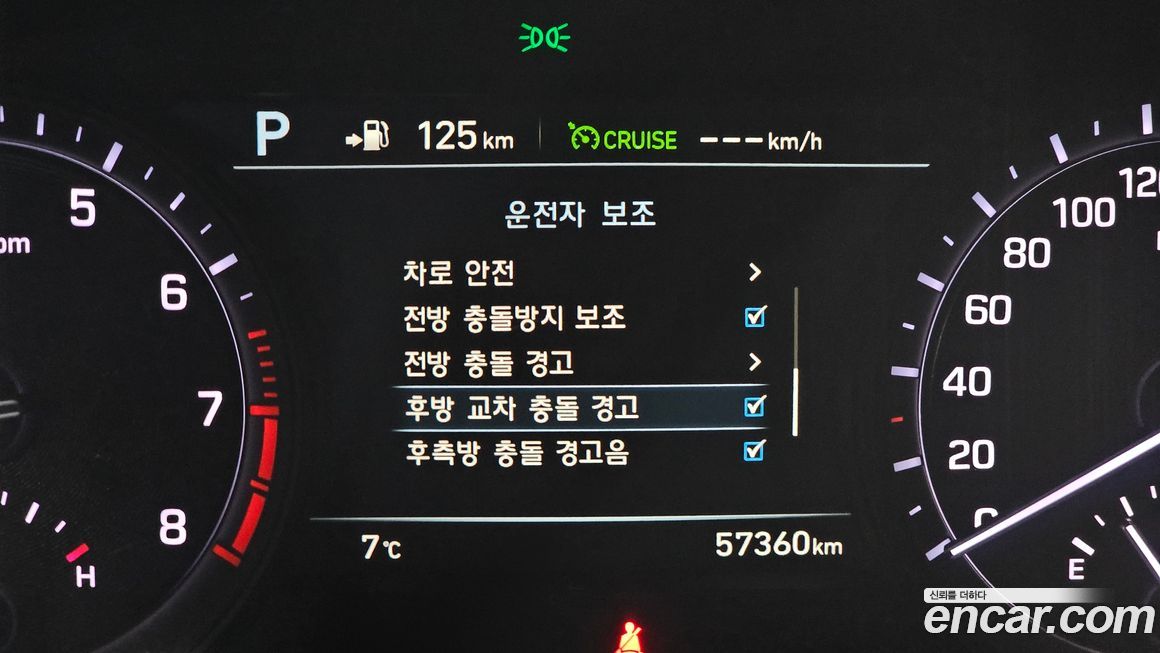 P 125 km CRUISE --- km/h
운전자 보조
차로 안전
전방 충돌방지 보조
전방 충돌 경고
후방 교차 충돌 경고
후측방 충돌 경고음
7℃ 57360 km
5
6
7
8
H
120
100
80
60
40
20
0
E
신뢰를 더하다
encar.com